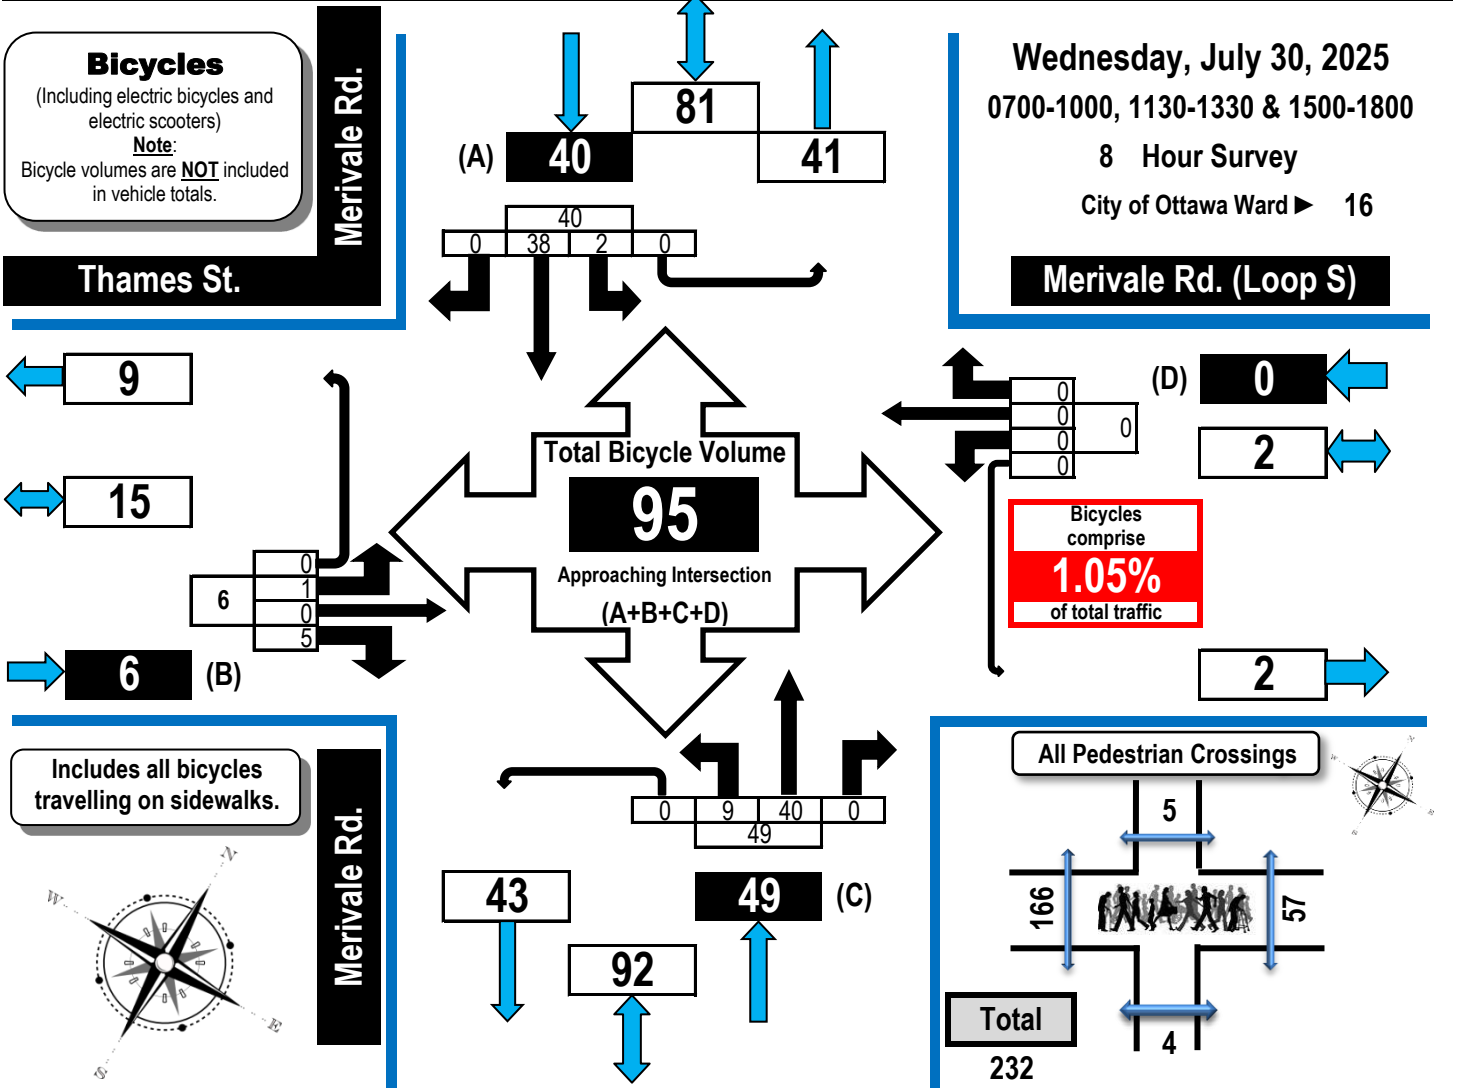 Bicycles
(Including electric bicycles and
electric scooters)
Note:
Bicycle volumes are NOT included
in vehicle totals.
Merivale Rd.
Thames St.
81
(A) 40
41
40
0 38 2 0
Wednesday, July 30, 2025
0700-1000, 1130-1330 & 1500-1800
8 Hour Survey
City of Ottawa Ward ► 16
Merivale Rd. (Loop S)
9
15
0
1
0
5
6
6 (B)
Total Bicycle Volume
95
Approaching Intersection
(A+B+C+D)
(D) 0
0
0
0
0
0
2
Bicycles
comprise
1.05%
of total traffic
2
Includes all bicycles
travelling on sidewalks.
Merivale Rd.
N
W
E
S
0 9 40 0
49
43
49 (C)
92
All Pedestrian Crossings
N
W
E
S
5
166
57
4
Total
232